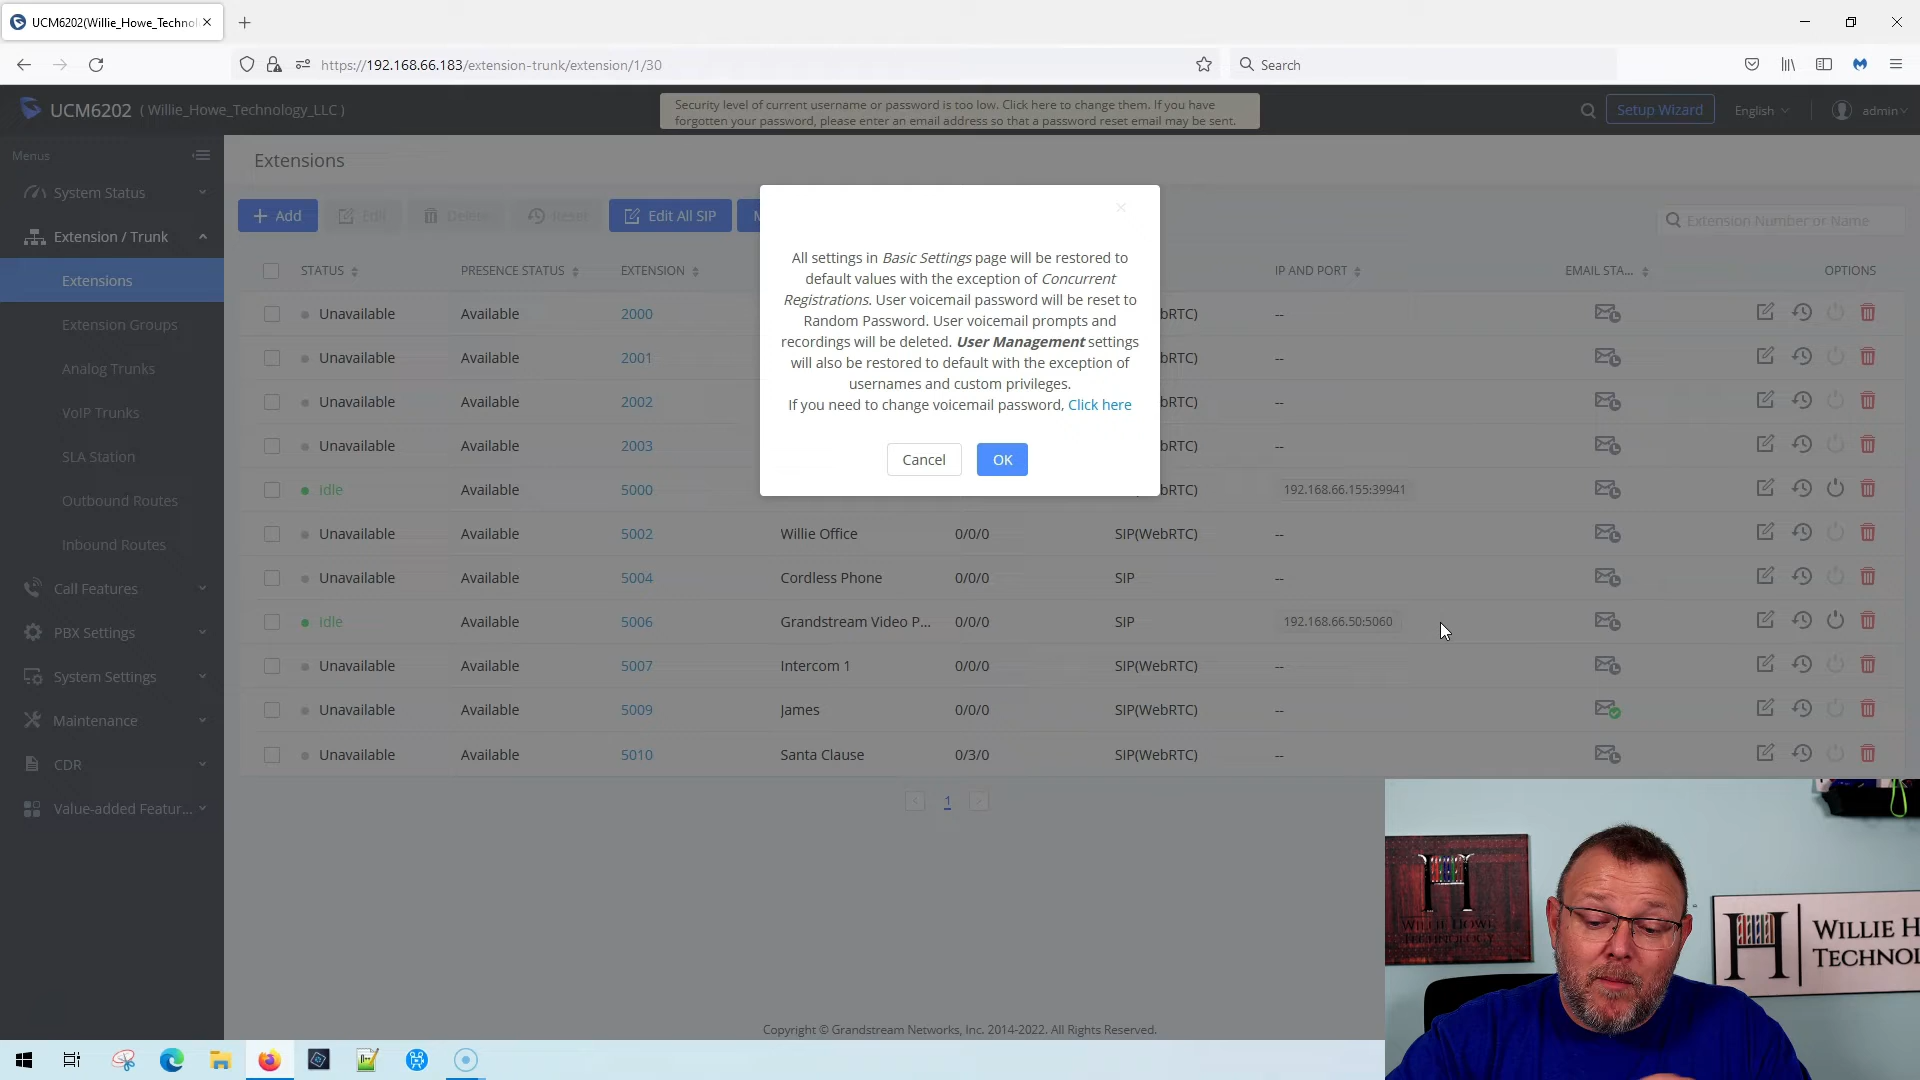 UCM6202(Willie_Howe_Technol
https://192.168.66.183/extension-trunk/extension/1/30
Search
UCM6202 ( Willie_Howe_Technology_LLC )
Security level of current username or password is too low. Click here to change them. If you have
forgotten your password, please enter an email address so that a password reset email may be sent.
Setup Wizard
English
admin
Menus
System Status
Extension / Trunk
Extensions
Extension Groups
Analog Trunks
VoIP Trunks
SLA Station
Outbound Routes
Inbound Routes
Call Features
PBX Settings
System Settings
Maintenance
CDR
Value-added Featur...
Extensions
Add Edit Delete Reset Edit All SIP M
Extension Number or Name
STATUS PRESENCE STATUS EXTENSION IP AND PORT EMAIL STA... OPTIONS
Unavailable Available 2000 bRTC) --
Unavailable Available 2001 bRTC) --
Unavailable Available 2002 bRTC) --
Unavailable Available 2003 bRTC) --
Idle Available 5000 bRTC) 192.168.66.155:39941
Unavailable Available 5002 Willie Office 0/0/0 SIP(WebRTC) --
Unavailable Available 5004 Cordless Phone 0/0/0 SIP --
Idle Available 5006 Grandstream Video P... 0/0/0 SIP 192.168.66.50:5060
Unavailable Available 5007 Intercom 1 0/0/0 SIP(WebRTC) --
Unavailable Available 5009 James 0/0/0 SIP(WebRTC) --
Unavailable Available 5010 Santa Clause 0/3/0 SIP(WebRTC) --
1
All settings in Basic Settings page will be restored to
default values with the exception of Concurrent
Registrations. User voicemail password will be reset to
Random Password. User voicemail prompts and
recordings will be deleted. User Management settings
will also be restored to default with the exception of
usernames and custom privileges.
If you need to change voicemail password, Click here
Cancel OK
Copyright © Grandstream Networks, Inc. 2014-2022. All Rights Reserved.
WILLIE HOWE
TECHNOLOGY
WILLIE H
TECHNOL